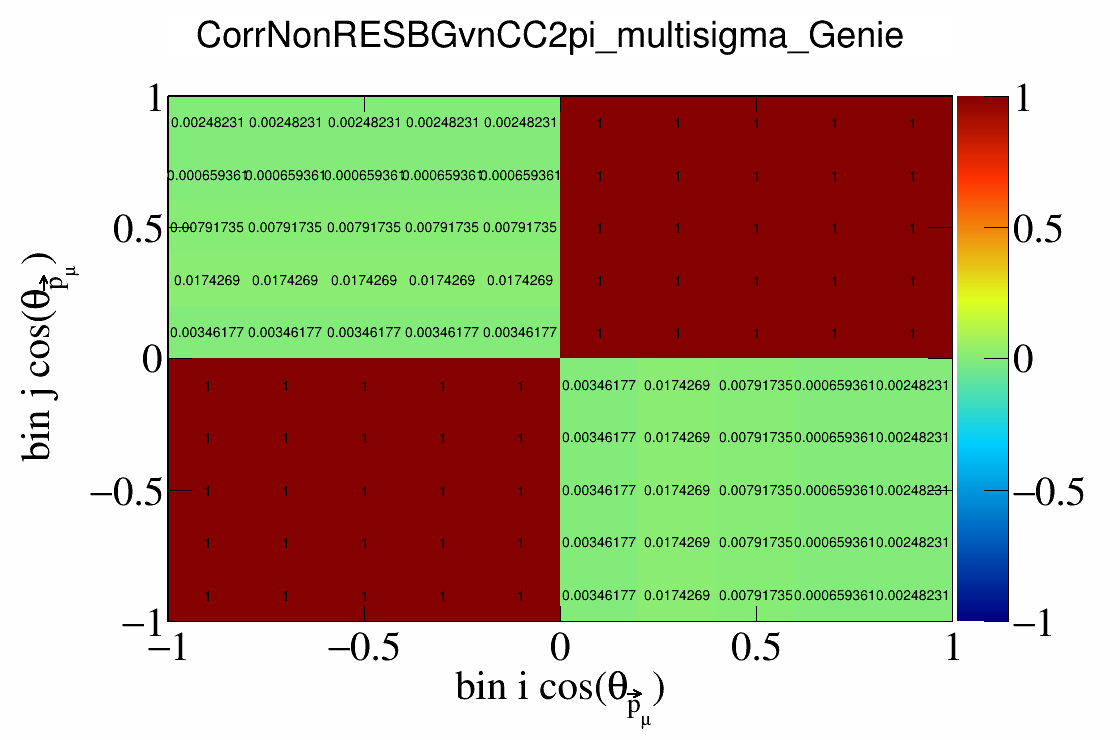 CorrNonRESBGvnCC2pi_multisigma_Genie
1 0.00248231 0.00248231 0.00248231 0.00248231 0.00248231 1 1 1 1 1 1
0.000659361 0.000659361 0.000659361 0.000659361 0.000659361 1 1 1 1 1
0.5 0.00791735 0.00791735 0.00791735 0.00791735 0.00791735 1 1 1 1 1 0.5
0.0174269 0.0174269 0.0174269 0.0174269 0.0174269 1 1 1 1 1
0.00346177 0.00346177 0.00346177 0.00346177 0.00346177 1 1 1 1 1
0 0
1 1 1 1 1 0.00346177 0.0174269 0.00791735 0.000659361 0.00248231
1 1 1 1 1 0.00346177 0.0174269 0.00791735 0.000659361 0.00248231
−0.5 1 1 1 1 1 0.00346177 0.0174269 0.00791735 0.000659361 0.00248231 −0.5
1 1 1 1 1 0.00346177 0.0174269 0.00791735 0.000659361 0.00248231
1 1 1 1 1 0.00346177 0.0174269 0.00791735 0.000659361 0.00248231
−1 −1
−1 −0.5 0 0.5 1
bin i cos(θ_{\vec{p}_μ})
bin j cos(θ_{\vec{p}_μ})